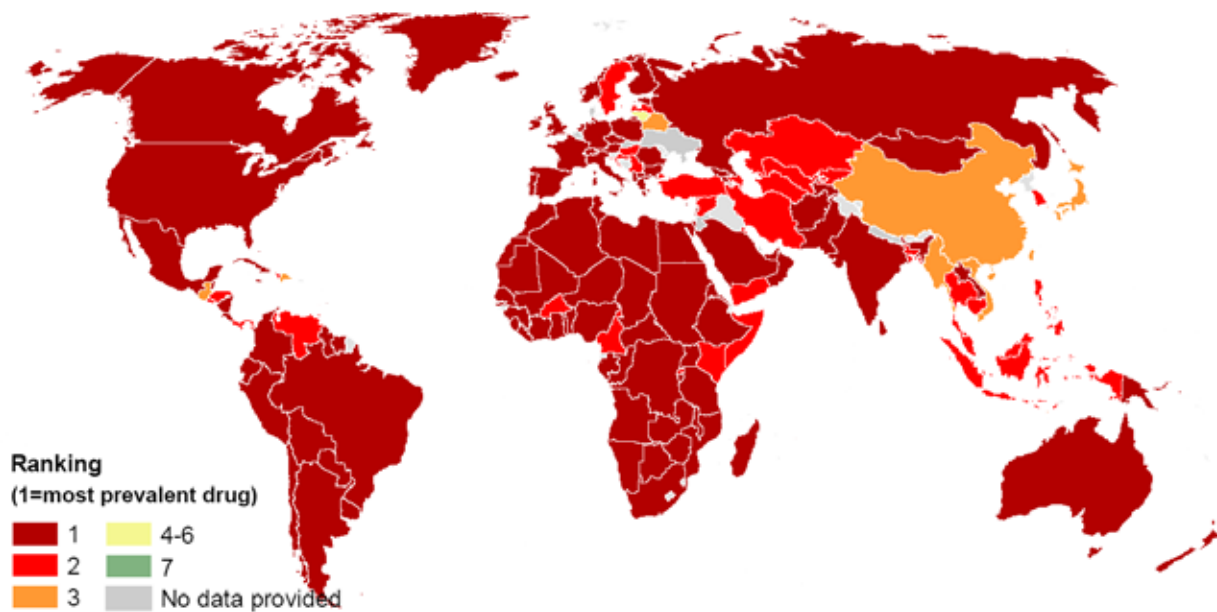 Ranking
(1=most prevalent drug)
1
2
3
4-6
7
No data provided